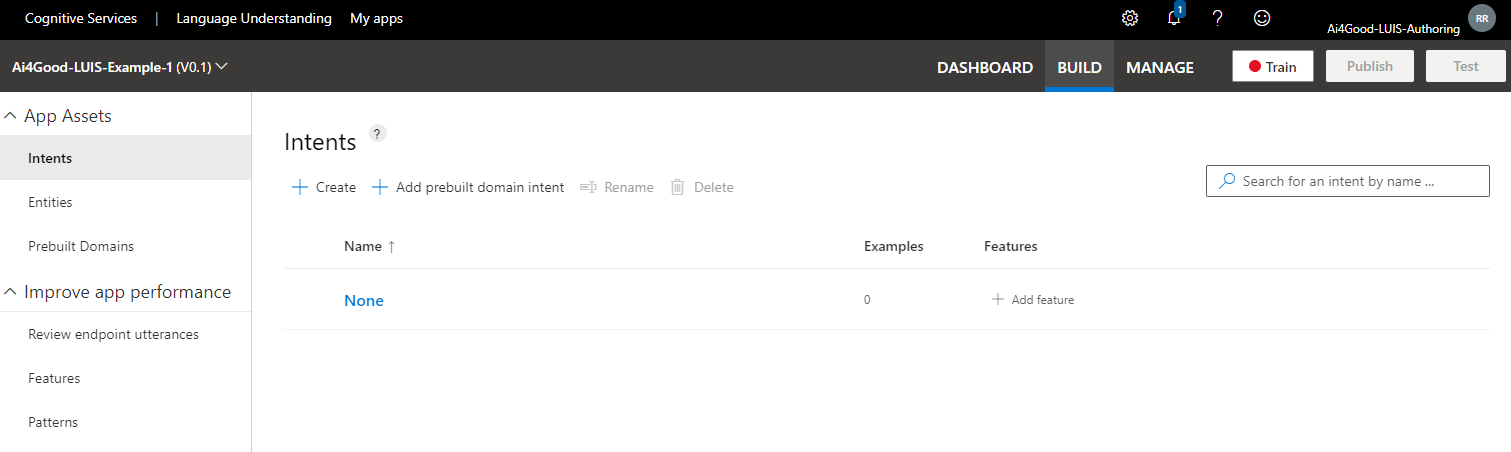 Cognitive Services | Language Understanding My apps
1
Ai4Good-LUIS-Authoring RR
Ai4Good-LUIS-Example-1 (V0.1) DASHBOARD BUILD MANAGE Train Publish Test
App Assets
Intents
Entities
Prebuilt Domains
Improve app performance
Review endpoint utterances
Features
Patterns
Intents ?
+ Create + Add prebuilt domain intent Rename Delete
Search for an intent by name ...
Name ↑ Examples Features
None 0 + Add feature